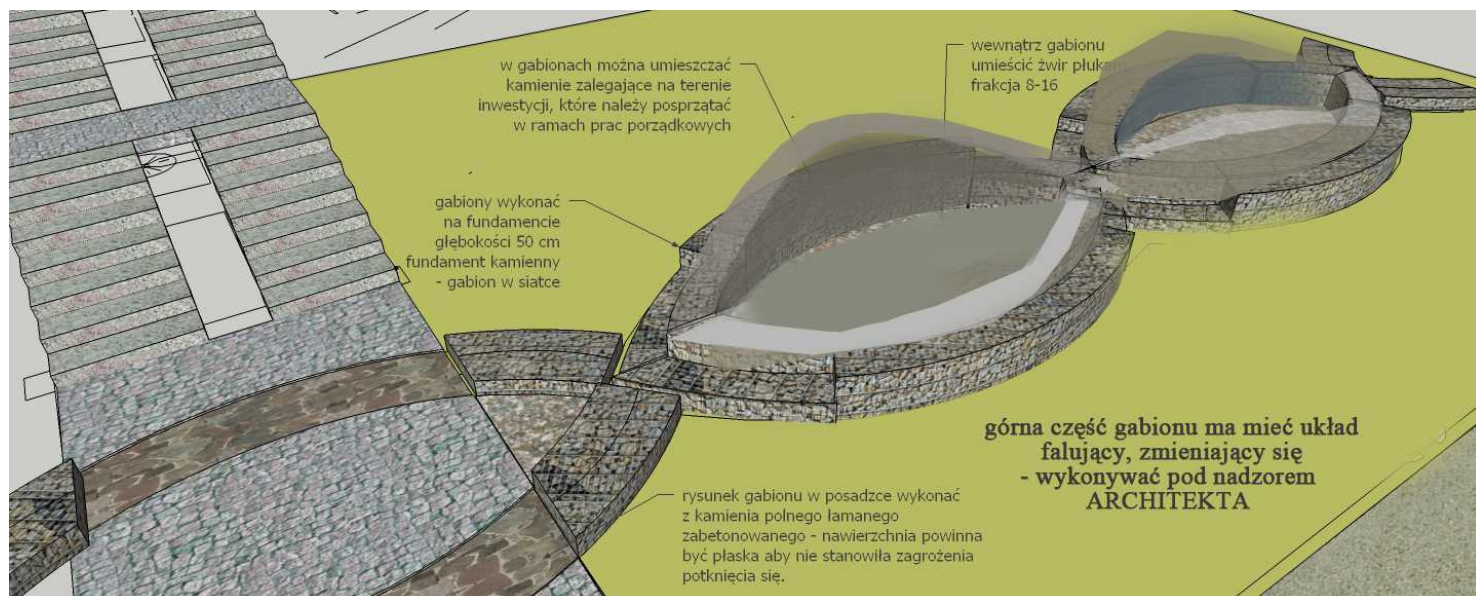 w gabionach można umieszczać
kamienie zalegające na terenie
inwestycji, które należy posprzątać
w ramach prac porządkowych
wewnątrz gabionu
umieścić żwir płukan
frakcja 8-16
gabiony wykonać
na fundamencie
głębokości 50 cm
fundament kamienny
- gabion w siatce
górna część gabionu ma mieć układ
falujący, zmieniający się
- wykonywać pod nadzorem
ARCHITEKTA
rysunek gabionu w posadzce wykonać
z kamienia polnego łamanego
zabetonowanego - nawierzchnia powinna
być płaska aby nie stanowiła zagrożenia
potknięcia się.